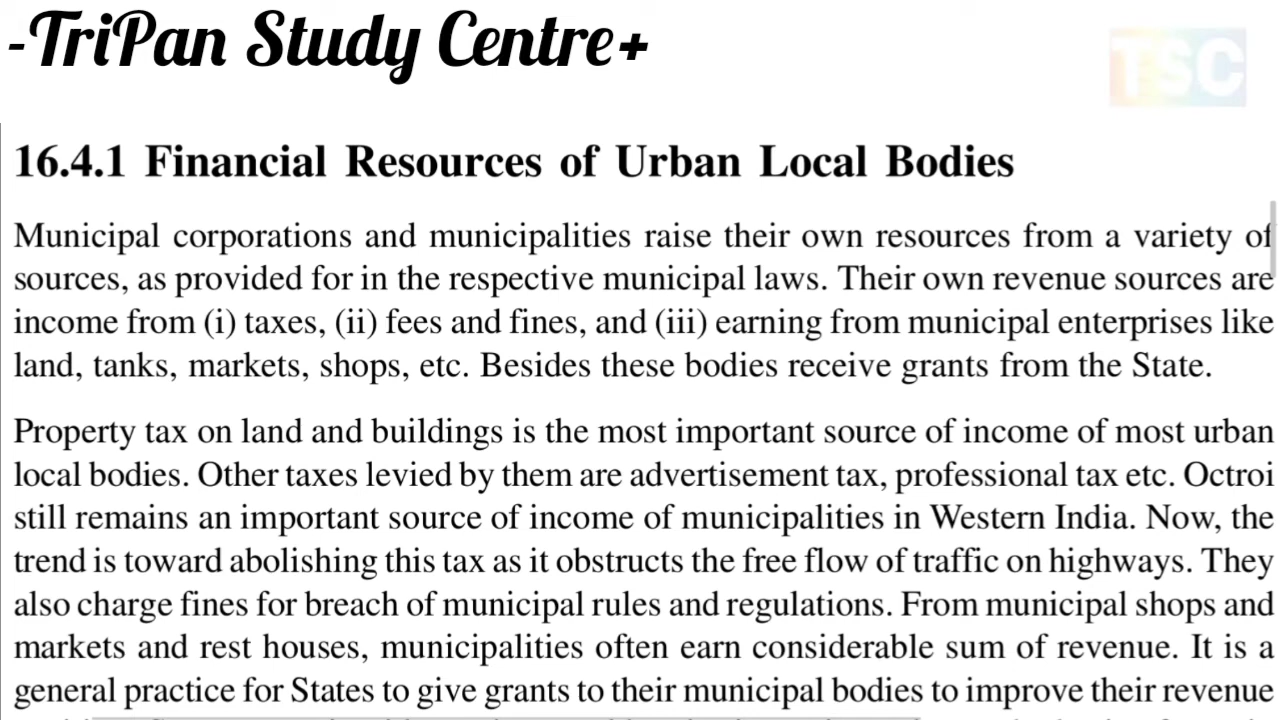 -TriPan Study Centre+
TSC
16.4.1 Financial Resources of Urban Local Bodies
Municipal corporations and municipalities raise their own resources from a variety of
sources, as provided for in the respective municipal laws. Their own revenue sources are
income from (i) taxes, (ii) fees and fines, and (iii) earning from municipal enterprises like
land, tanks, markets, shops, etc. Besides these bodies receive grants from the State.
Property tax on land and buildings is the most important source of income of most urban
local bodies. Other taxes levied by them are advertisement tax, professional tax etc. Octroi
still remains an important source of income of municipalities in Western India. Now, the
trend is toward abolishing this tax as it obstructs the free flow of traffic on highways. They
also charge fines for breach of municipal rules and regulations. From municipal shops and
markets and rest houses, municipalities often earn considerable sum of revenue. It is a
general practice for States to give grants to their municipal bodies to improve their revenue